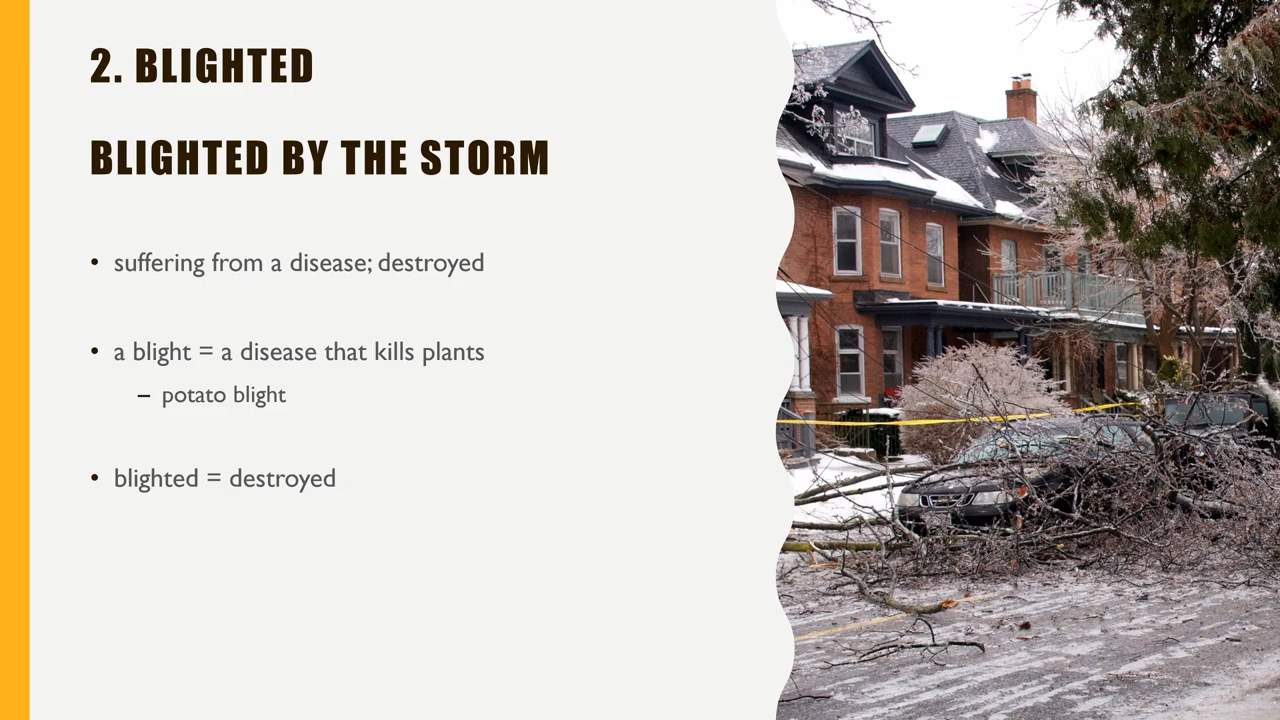 2. BLIGHTED
BLIGHTED BY THE STORM
• suffering from a disease; destroyed
• a blight = a disease that kills plants
– potato blight
• blighted = destroyed